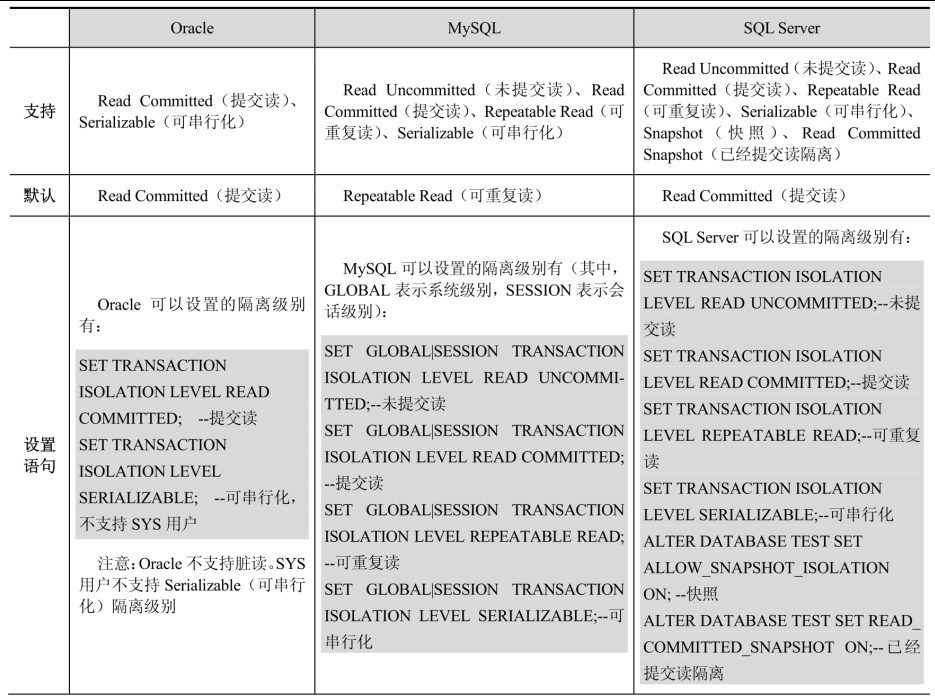 Oracle
MySQL
SQL Server
支持
Read Committed（提交读）、
Serializable（可串行化）
Read Uncommitted（未提交读）、Read
Committed（提交读）、Repeatable Read（可
重复读）、Serializable（可串行化）
Read Uncommitted（未提交读）、Read
Committed（提交读）、Repeatable Read
（可重复读）、Serializable（可串行化）、
Snapshot（快照）、Read Committed
Snapshot（已经提交读隔离）
默认
Read Committed（提交读）
Repeatable Read（可重复读）
Read Committed（提交读）
设置
语句
Oracle 可以设置的隔离级别
有：
SET TRANSACTION
ISOLATION LEVEL READ
COMMITTED; --提交读
SET TRANSACTION
ISOLATION LEVEL
SERIALIZABLE; --可串行化，
不支持 SYS 用户
注意：Oracle 不支持脏读。SYS
用户不支持 Serializable（可串行
化）隔离级别
MySQL 可以设置的隔离级别有（其中，
GLOBAL 表示系统级别，SESSION 表示会
话级别）：
SET GLOBAL|SESSION TRANSACTION
ISOLATION LEVEL READ UNCOMMI-
TTED;--未提交读
SET GLOBAL|SESSION TRANSACTION
ISOLATION LEVEL READ COMMITTED;
--提交读
SET GLOBAL|SESSION TRANSACTION
ISOLATION LEVEL REPEATABLE READ;
--可重复读
SET GLOBAL|SESSION TRANSACTION
ISOLATION LEVEL SERIALIZABLE;--可
串行化
SQL Server 可以设置的隔离级别有：
SET TRANSACTION ISOLATION
LEVEL READ UNCOMMITTED;--未提
交读
SET TRANSACTION ISOLATION
LEVEL READ COMMITTED;--提交读
SET TRANSACTION ISOLATION
LEVEL REPEATABLE READ;--可重复
读
SET TRANSACTION ISOLATION
LEVEL SERIALIZABLE;--可串行化
ALTER DATABASE TEST SET
ALLOW_SNAPSHOT_ISOLATION
ON; --快照
ALTER DATABASE TEST SET READ_
COMMITTED_SNAPSHOT ON;--已经
提交读隔离